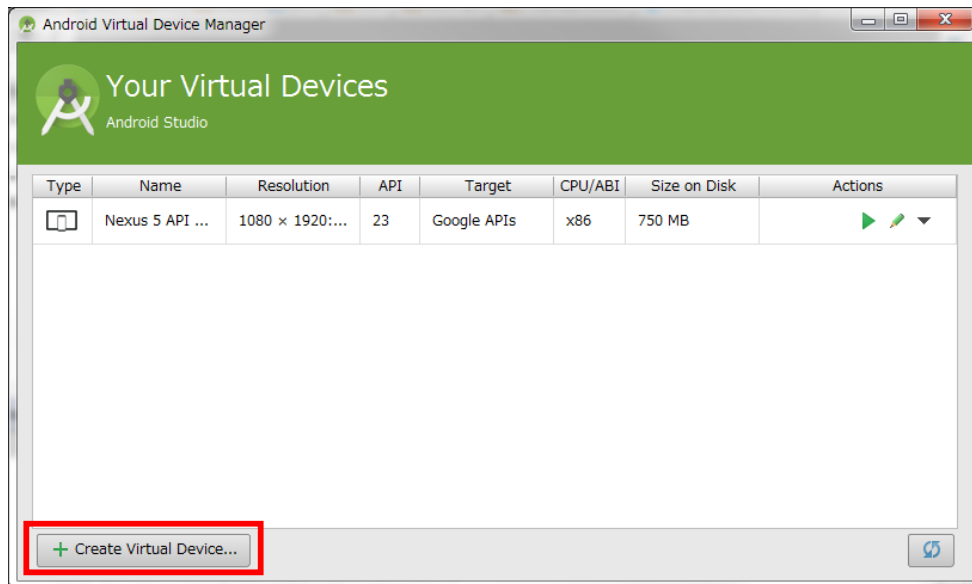 Android Virtual Device Manager
Your Virtual Devices
Android Studio
Type Name Resolution API Target CPU/ABI Size on Disk Actions
Nexus 5 API ... 1080 × 1920:... 23 Google APIs x86 750 MB
Create Virtual Device...